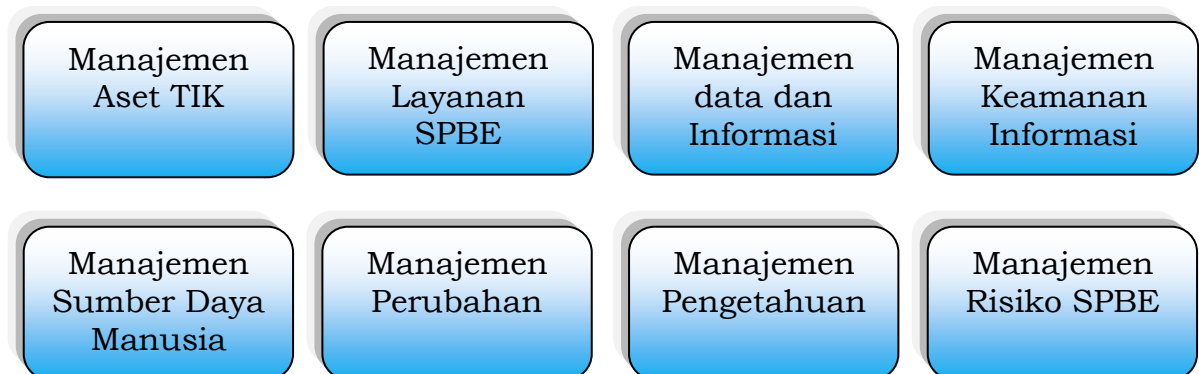 Manajemen
Aset TIK
Manajemen
Layanan
SPBE
Manajemen
data dan
Informasi
Manajemen
Keamanan
Informasi
Manajemen
Sumber Daya
Manusia
Manajemen
Perubahan
Manajemen
Pengetahuan
Manajemen
Risiko SPBE